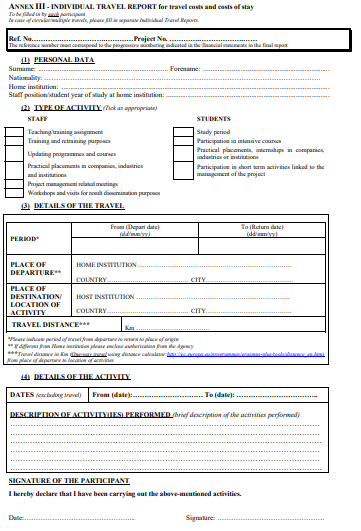 ANNEX III - INDIVIDUAL TRAVEL REPORT for travel costs and costs of stay
To be filled in by each participant
In case of circular/multiple travels, please fill in separate Individual Travel Reports.
Ref. No.......................................Project No. .......................................
The reference number must correspond to the progressive numbering indicated in the financial statements in the final report
(1) PERSONAL DATA
Surname: ....................................... Forename: .......................................
Nationality: .......................................
Home institution: .......................................
Staff position/student year of study at home institution: .......................................
(2) TYPE OF ACTIVITY (Tick as appropriate)
STAFF STUDENTS
Teaching/training assignment Study period
Training and retraining purposes Participation in intensive courses
Updating programmes and courses Practical placements, internships in companies, industries or institutions
Practical placements in companies, industries and institutions Participation in short term activities linked to the management of the project
Project management related meetings
Workshops and visits for result dissemination purposes
(3) DETAILS OF THE TRAVEL
PERIOD* From (Depart date) To (Return date)
(dd/mm/yy) (dd/mm/yy)
PLACE OF DEPARTURE** HOME INSTITUTION .......................................
COUNTRY........................... CITY...........................
PLACE OF DESTINATION/ LOCATION OF ACTIVITY HOST INSTITUTION .......................................
COUNTRY........................... CITY...........................
TRAVEL DISTANCE*** Km ...........................
*Please indicate period of travel from departure to return to place of origin
** If different from Home institution please enclose authorisation from the Agency
***Travel distance in Km (One-way travel using distance calculator:http://ec.europa.eu/programmes/erasmus-plus/tools/distance_en.htm)
from place of departure to location of activities
(4) DETAILS OF THE ACTIVITY
DATES (excluding travel) From (date):........................... To (date): ...........................
DESCRIPTION OF ACTIVITY(IES) PERFORMED (brief description of the activities performed)
SIGNATURE OF THE PARTICIPANT
I hereby declare that I have been carrying out the above-mentioned activities.
Date:....................................... Signature: .......................................